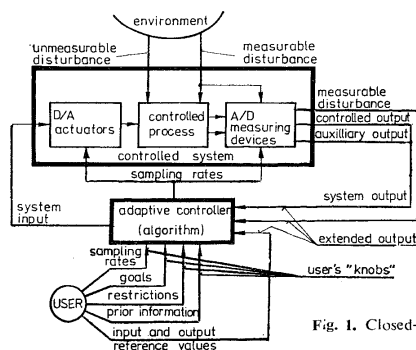 environment
unmeasurable
disturbance
measurable
disturbance
D/A
actuators
controlled
process
A/D
measuring
devices
measurable
disturbance
controlled output
auxilliary output
controlled system
sampling rates
system output
system
input
adaptive controller
(algorithm)
extended output
sampling
rates
goals
user's "knobs"
restrictions
USER
prior information
input and output
reference values
Fig. 1. Closed-